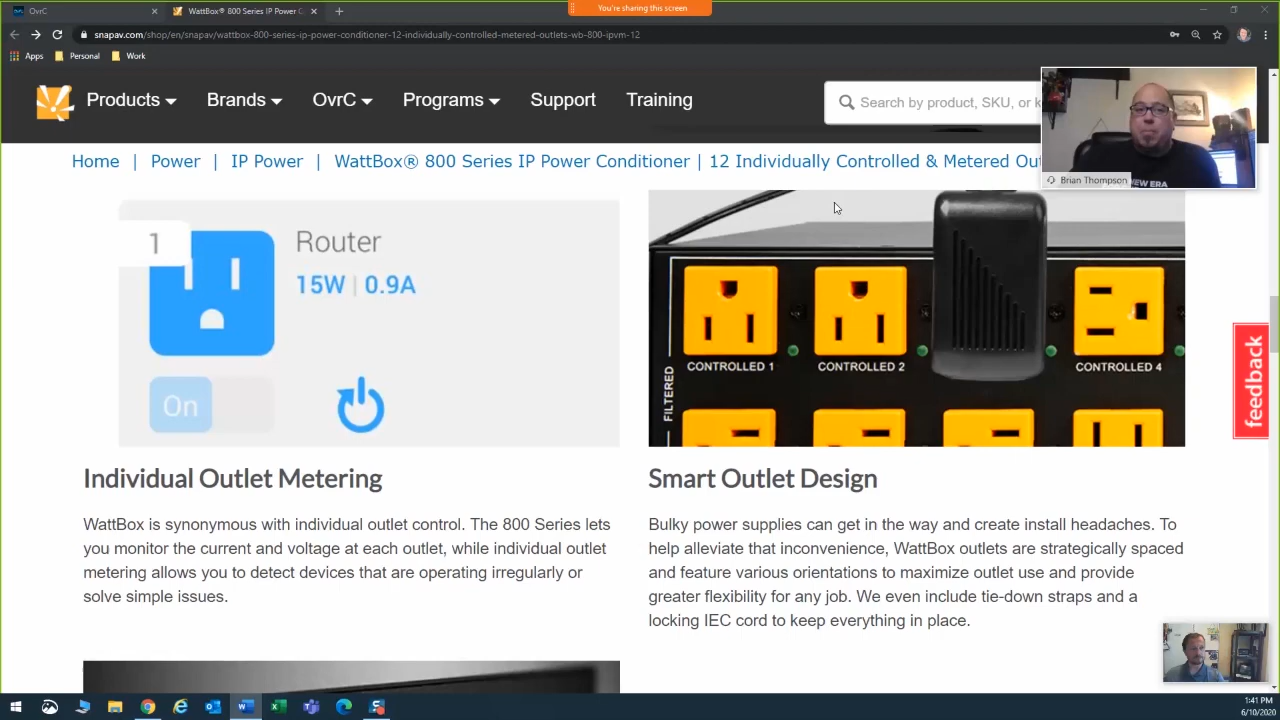 OvrC
WattBox® 800 Series IP Power C
You're sharing this screen
snapav.com/shop/en/snapav/wattbox-800-series-ip-power-conditioner-12-individually-controlled-metered-outlets-wb-800-ipvm-12
Apps Personal Work
Products Brands OvrC Programs Support Training
Search by product, SKU, or k
Brian Thompson
NEW ERA
Home | Power | IP Power | WattBox® 800 Series IP Power Conditioner | 12 Individually Controlled & Metered Out
1
Router
15W | 0.9A
On
CONTROLLED 1
CONTROLLED 2
CONTROLLED 4
FILTERED
feedback
Individual Outlet Metering
WattBox is synonymous with individual outlet control. The 800 Series lets
you monitor the current and voltage at each outlet, while individual outlet
metering allows you to detect devices that are operating irregularly or
solve simple issues.
Smart Outlet Design
Bulky power supplies can get in the way and create install headaches. To
help alleviate that inconvenience, WattBox outlets are strategically spaced
and feature various orientations to maximize outlet use and provide
greater flexibility for any job. We even include tie-down straps and a
locking IEC cord to keep everything in place.
1:41 PM
6/10/2020